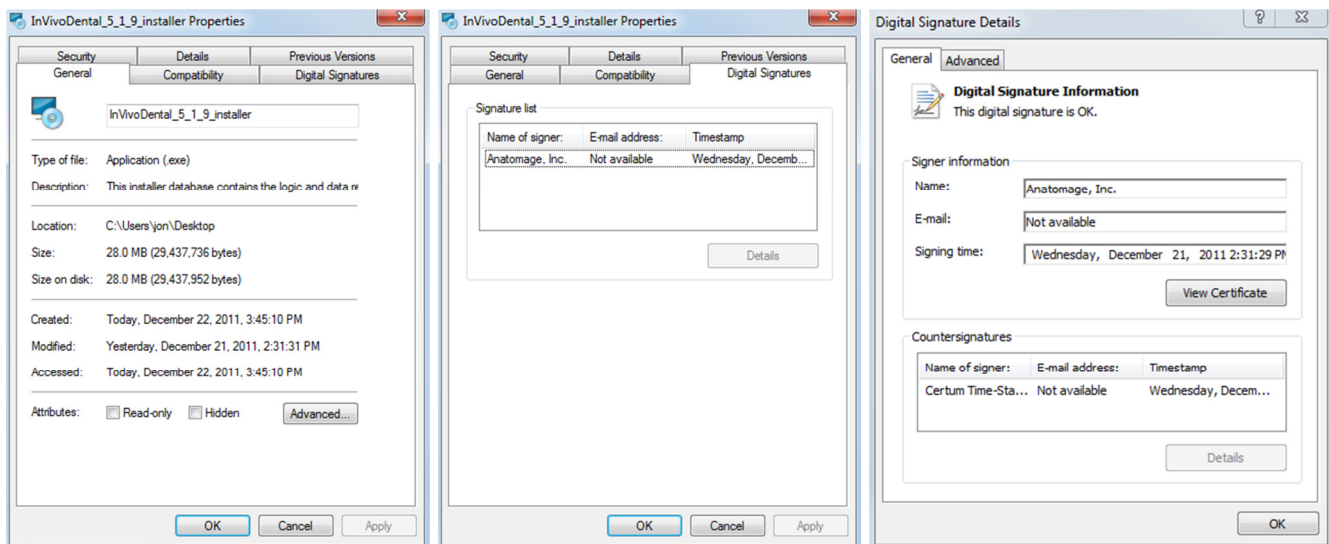 InVivoDental_5_1_9_installer Properties
Security Details Previous Versions
General Compatibility Digital Signatures
InVivoDental_5_1_9_installer
Type of file: Application (.exe)
Description: This installer database contains the logic and data re
Location: C:\Users\jon\Desktop
Size: 28.0 MB (29,437,736 bytes)
Size on disk: 28.0 MB (29,437,952 bytes)
Created: Today, December 22, 2011, 3:45:10 PM
Modified: Yesterday, December 21, 2011, 2:31:31 PM
Accessed: Today, December 22, 2011, 3:45:10 PM
Attributes: Read-only Hidden Advanced...
OK Cancel Apply
InVivoDental_5_1_9_installer Properties
Security Details Previous Versions
General Compatibility Digital Signatures
Signature list
Name of signer: E-mail address: Timestamp
Anatomage, Inc. Not available Wednesday, Decemb...
Details
OK Cancel Apply
Digital Signature Details
General Advanced
Digital Signature Information
This digital signature is OK.
Signer information
Name: Anatomage, Inc.
E-mail: Not available
Signing time: Wednesday, December 21, 2011 2:31:29 PM
View Certificate
Countersignatures
Name of signer: E-mail address: Timestamp
Certum Time-Sta... Not available Wednesday, Decem...
Details
OK